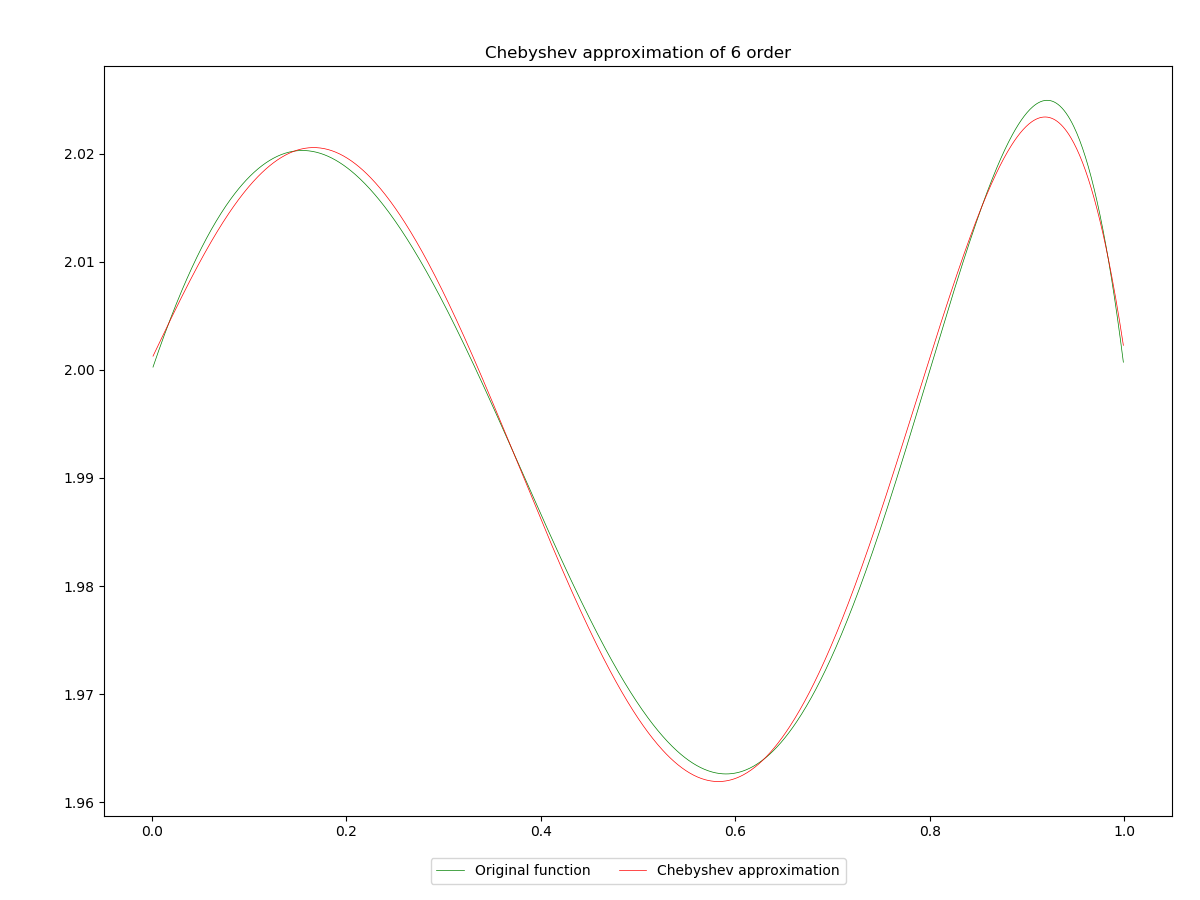 Chebyshev approximation of 6 order
2.02
2.01
2.00
1.99
1.98
1.97
1.96
0.0 0.2 0.4 0.6 0.8 1.0
Original function Chebyshev approximation